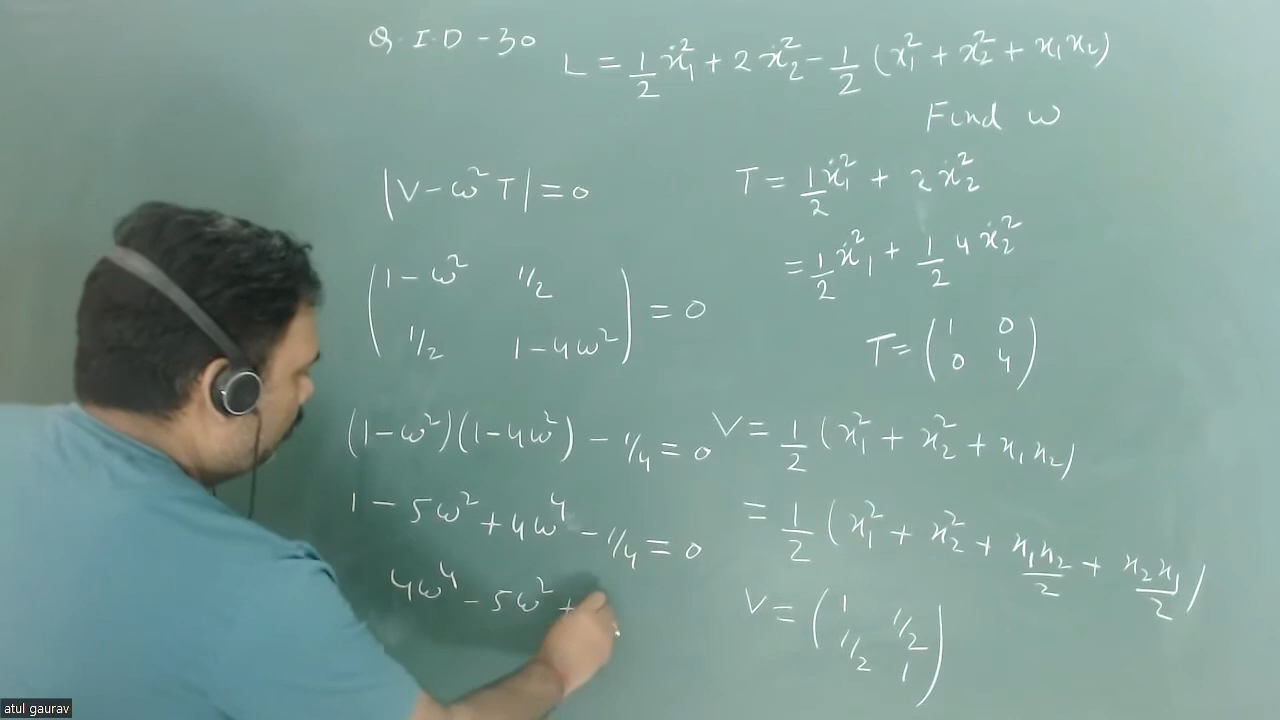 Q.I.D - 30
L = 1/2 ẋ₁² + 2 ẋ₂² - 1/2 (x₁² + x₂² + x₁x₂)
Find ω
|V - ω² T| = 0
T = 1/2 ẋ₁² + 2 ẋ₂²
= 1/2 ẋ₁² + 1/2 4 ẋ₂²
( 1 - ω² 1/2
1/2 1 - 4ω² ) = 0
T = ( 1 0
0 4 )
(1 - ω²)(1 - 4ω²) - 1/4 = 0
1 - 5ω² + 4ω⁴ - 1/4 = 0
4ω⁴ - 5ω² +
V = 1/2 (x₁² + x₂² + x₁x₂)
= 1/2 (x₁² + x₂² + x₁x₂/2 + x₂x₁/2)
V = ( 1 1/2
1/2 1 )
atul gaurav